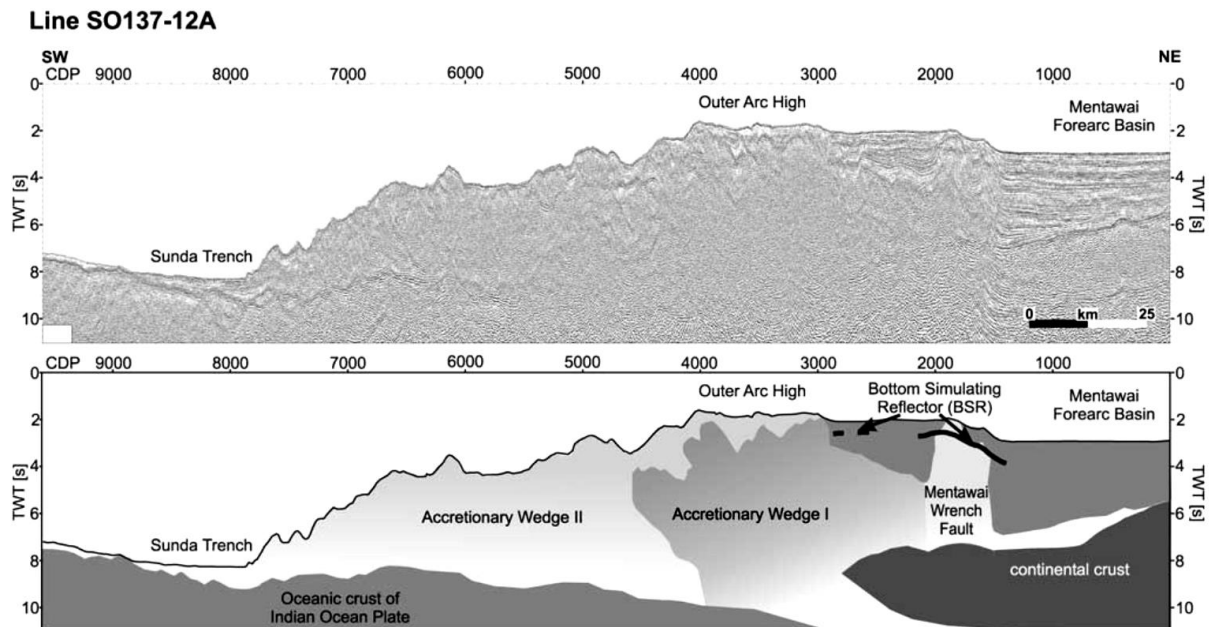 Line SO137-12A
SW
NE
CDP 9000 8000 7000 6000 5000 4000 3000 2000 1000
0 0
Outer Arc High
Mentawai
Forearc Basin
2 2
4 4
TWT [s] TWT [s]
6 6
Sunda Trench
8 8
0 km 25
10 10
CDP 9000 8000 7000 6000 5000 4000 3000 2000 1000
0 0
Outer Arc High
Bottom Simulating
Reflector (BSR)
Mentawai
Forearc Basin
2 2
4 4
TWT [s] TWT [s]
Accretionary Wedge II
Accretionary Wedge I
Mentawai
Wrench
Fault
6 6
Sunda Trench
8 8
continental crust
Oceanic crust of
Indian Ocean Plate
10 10